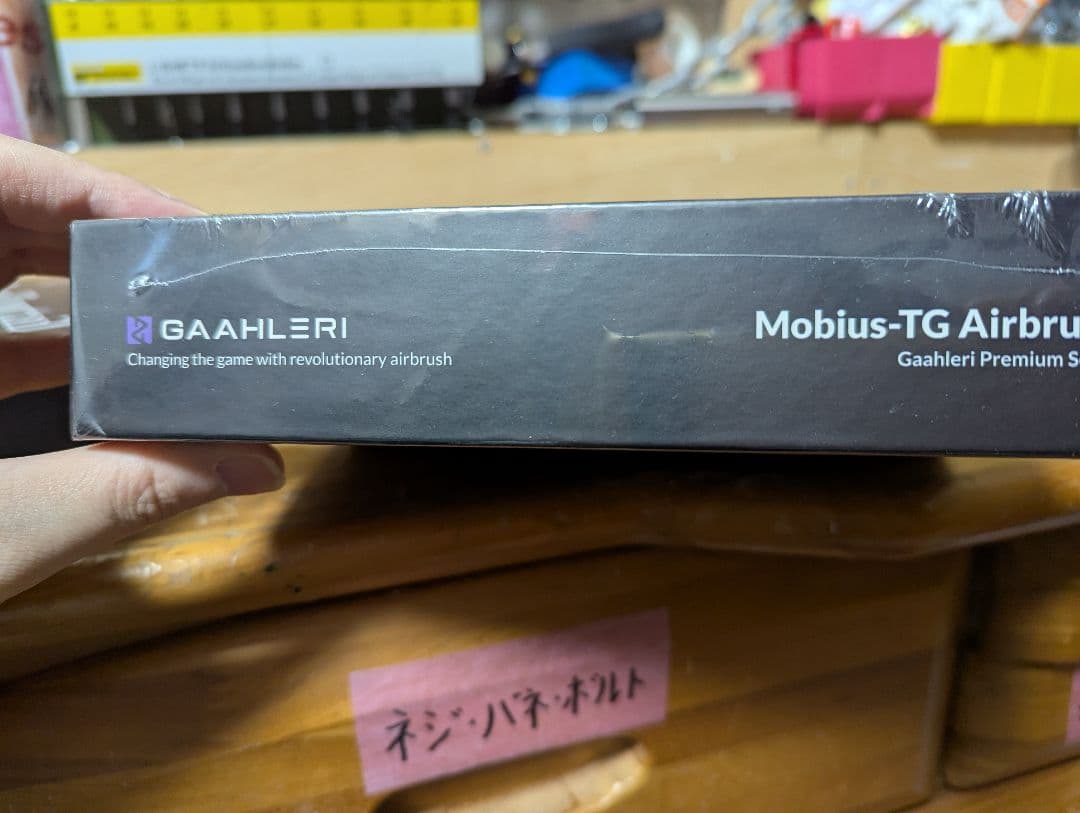 GAAHLERI
Changing the game with revolutionary airbrush
Mobius-TG Airbru
Gaahleri Premium S
ネジ・バネ・ボルト